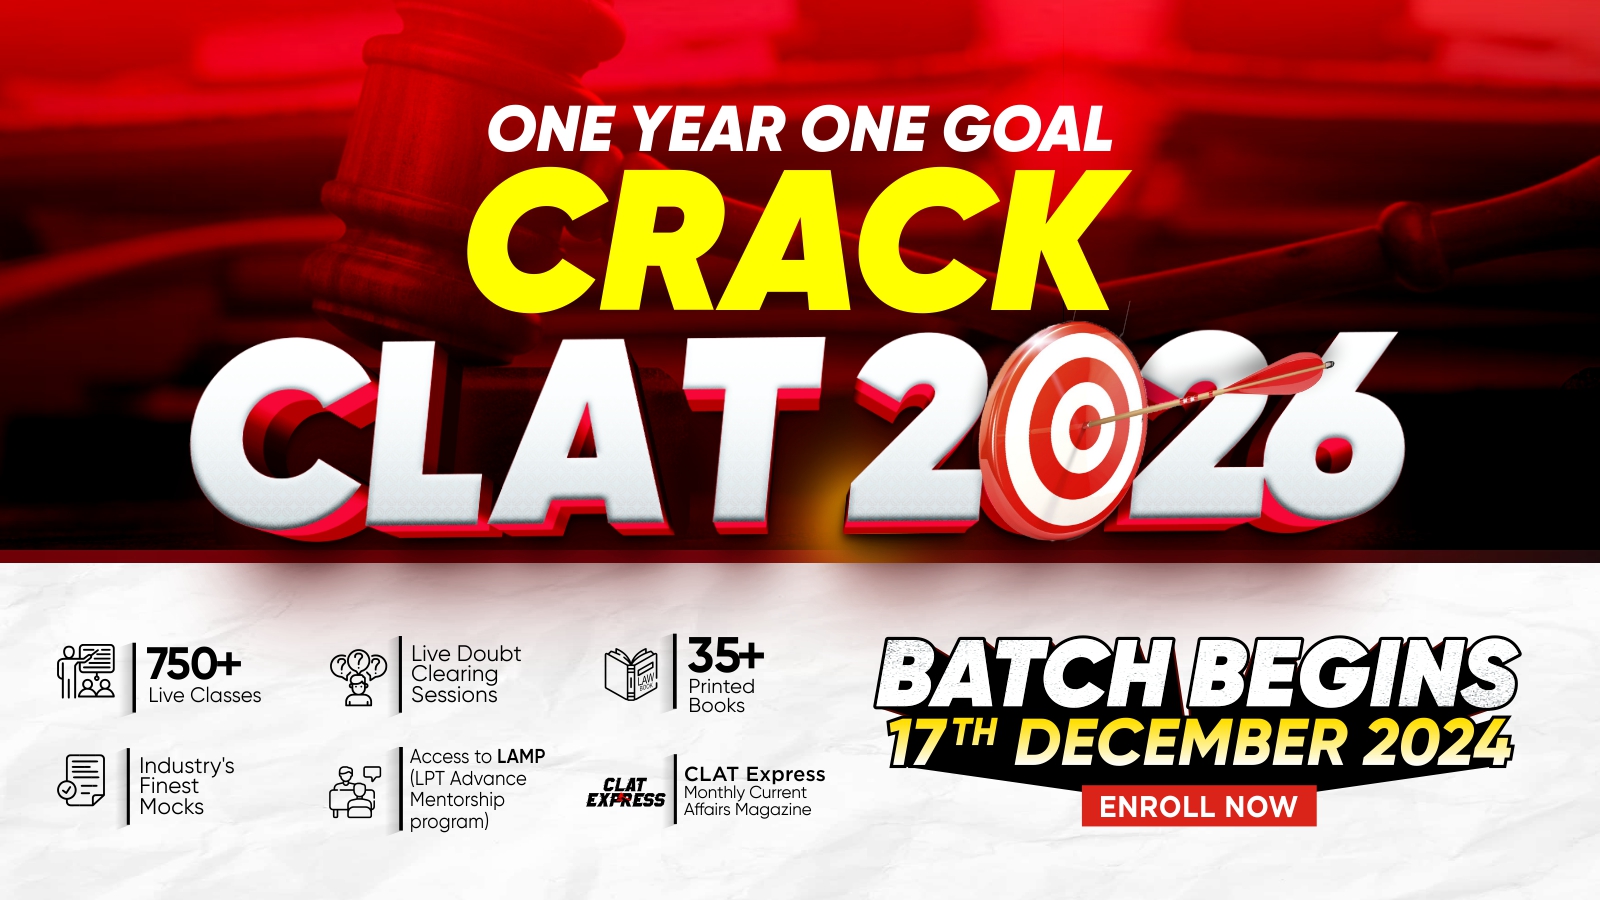 ONE YEAR ONE GOAL
CRACK
CLAT 2026
750+
Live Classes
Live Doubt
Clearing
Sessions
LAW
BOOK
35+
Printed
Books
Industry's
Finest
Mocks
Access to LAMP
(LPT Advance
Mentorship
program)
CLAT
EXPRESS
CLAT Express
Monthly Current
Affairs Magazine
BATCH BEGINS
17TH DECEMBER 2024
ENROLL NOW